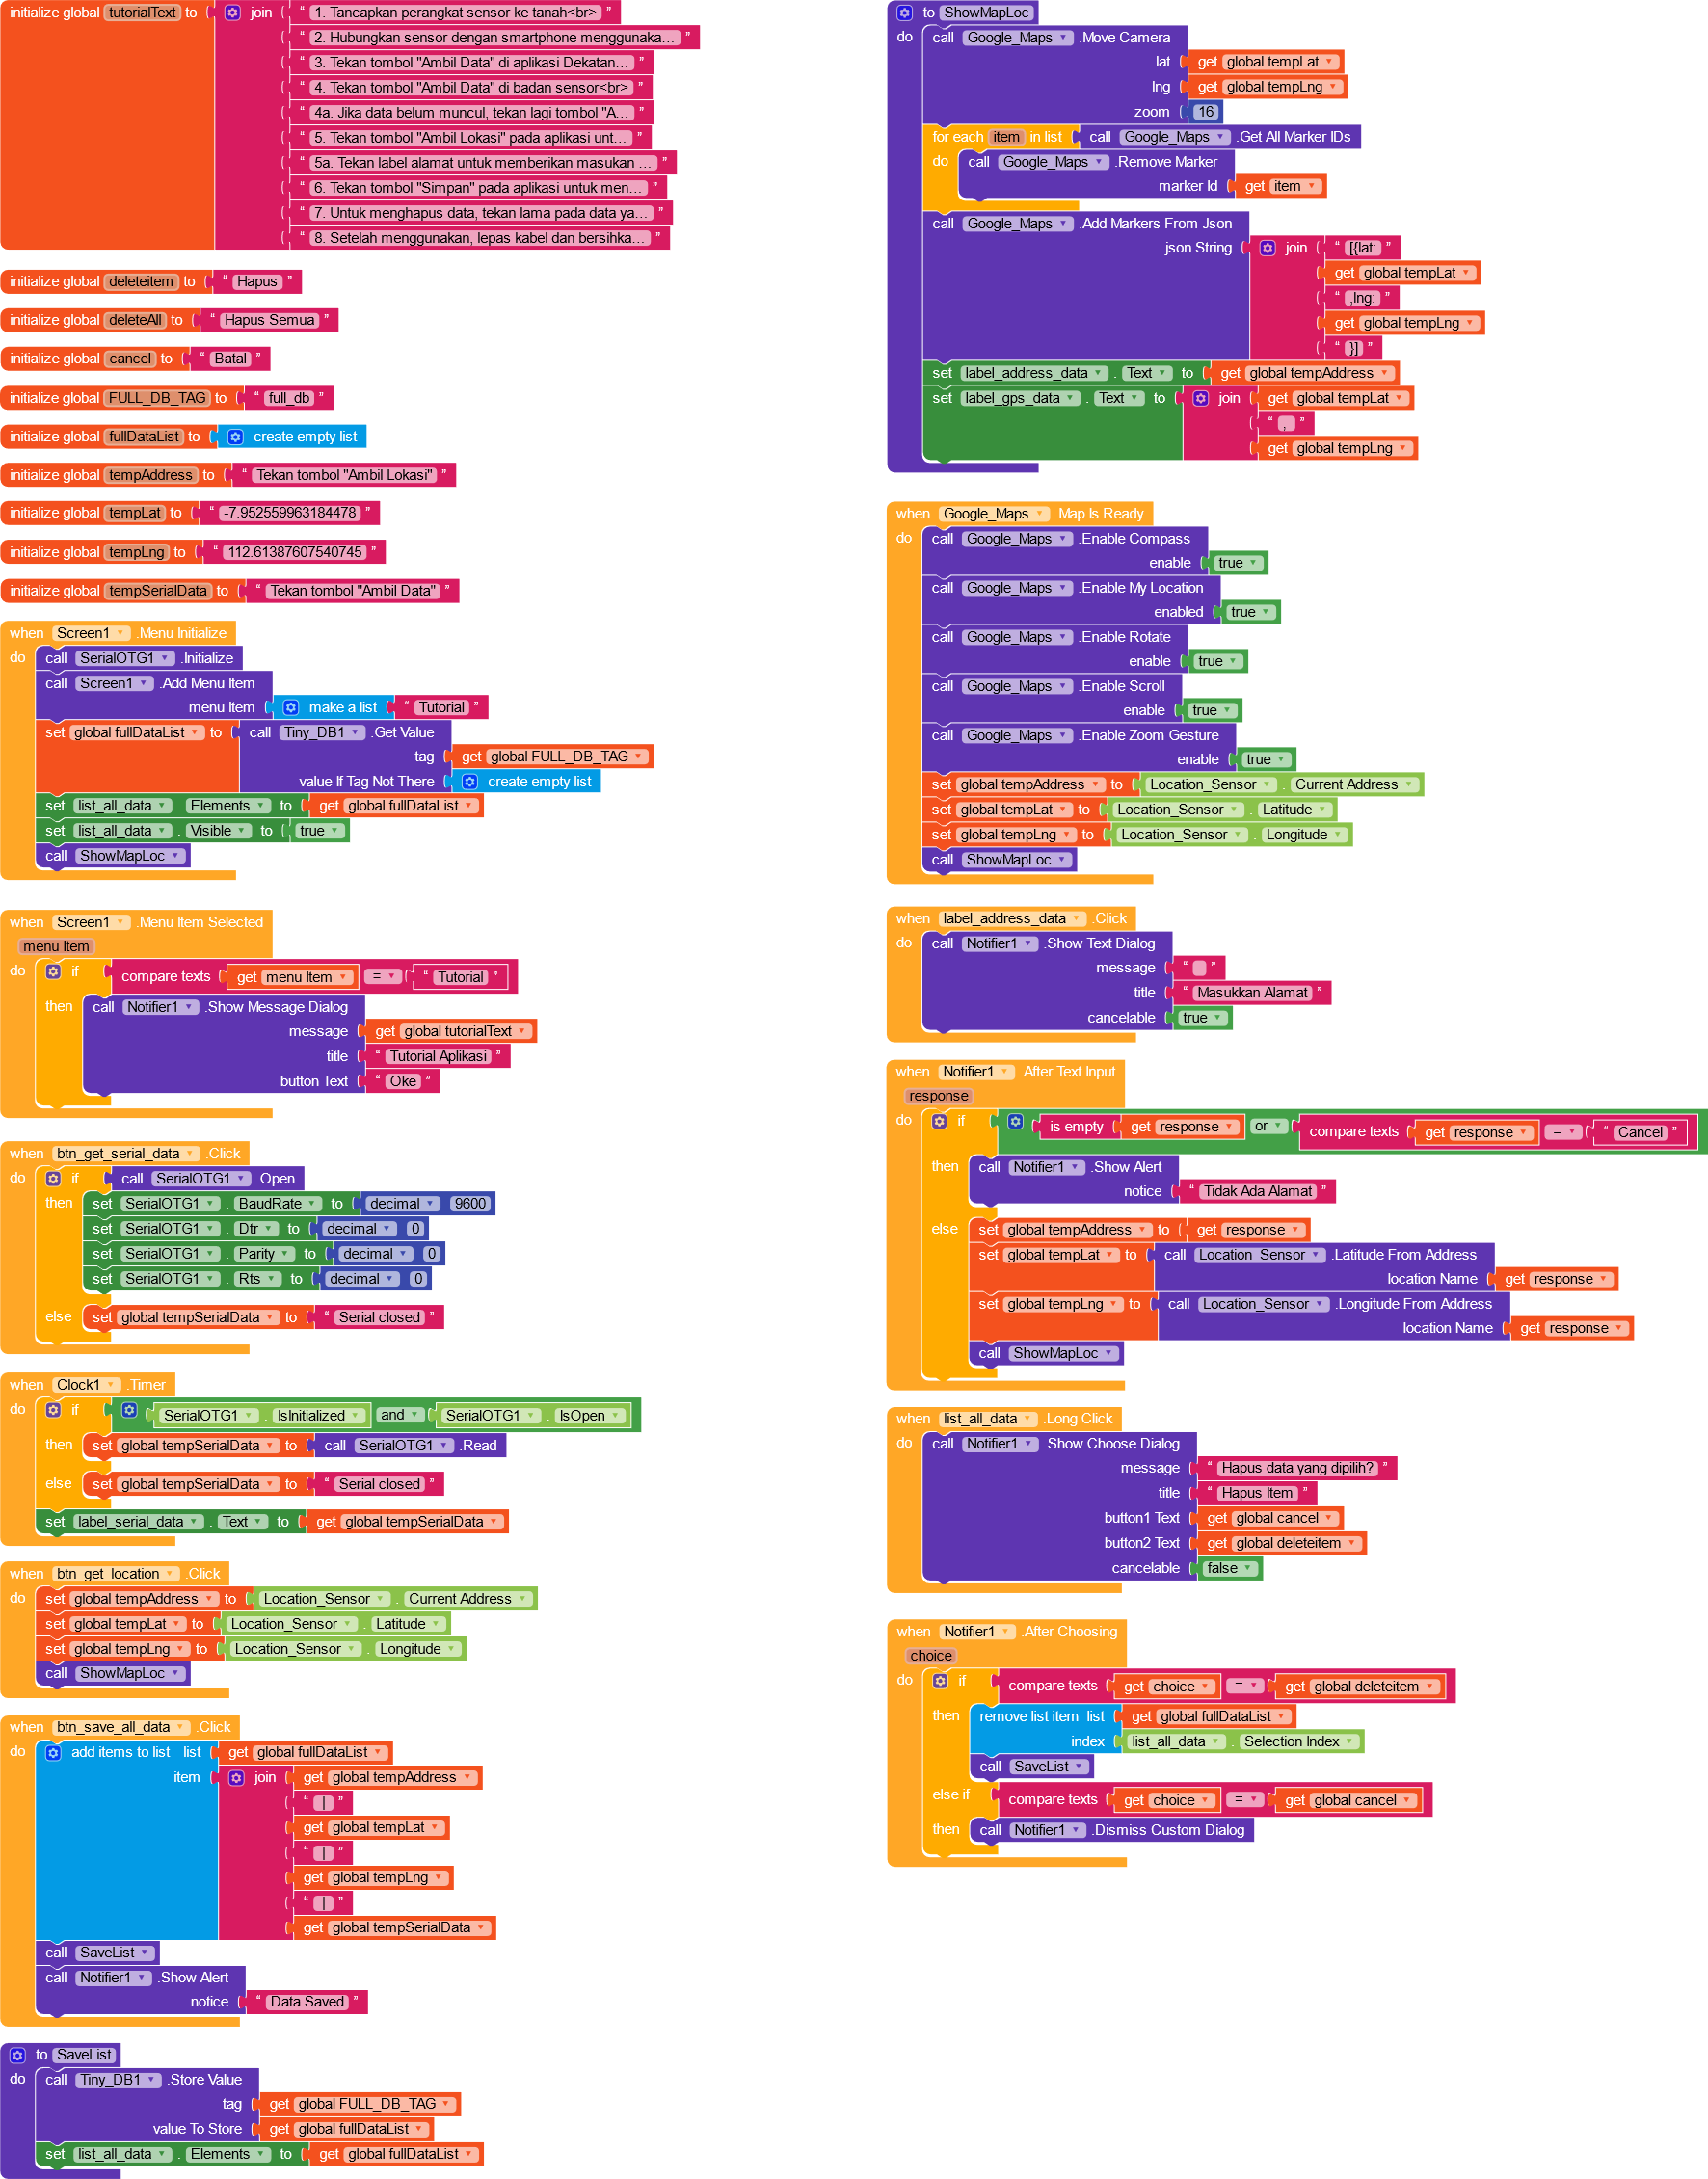 initialize global tutorialText to join " 1. Tancapkan perangkat sensor ke tanah<br> "
" 2. Hubungkan sensor dengan smartphone menggunaka... "
" 3. Tekan tombol "Ambil Data" di aplikasi Dekatan... "
" 4. Tekan tombol "Ambil Data" di badan sensor<br> "
" 4a. Jika data belum muncul, tekan lagi tombol "A... "
" 5. Tekan tombol "Ambil Lokasi" pada aplikasi unt... "
" 5a. Tekan label alamat untuk memberikan masukan ... "
" 6. Tekan tombol "Simpan" pada aplikasi untuk men... "
" 7. Untuk menghapus data, tekan lama pada data ya... "
" 8. Setelah menggunakan, lepas kabel dan bersihka... "
initialize global deleteitem to " Hapus "
initialize global deleteAll to " Hapus Semua "
initialize global cancel to " Batal "
initialize global FULL_DB_TAG to " full_db "
initialize global fullDataList to create empty list
initialize global tempAddress to " Tekan tombol "Ambil Lokasi" "
initialize global tempLat to " -7.952559963184478 "
initialize global tempLng to " 112.61387607540745 "
initialize global tempSerialData to " Tekan tombol "Ambil Data" "
when Screen1 .Menu Initialize
do call SerialOTG1 .Initialize
call Screen1 .Add Menu Item
menu Item make a list " Tutorial "
set global fullDataList to call Tiny_DB1 .Get Value
tag get global FULL_DB_TAG
value If Tag Not There create empty list
set list_all_data . Elements to get global fullDataList
set list_all_data . Visible to true
call ShowMapLoc
when Screen1 .Menu Item Selected
menu Item
do if compare texts get menu Item = " Tutorial "
then call Notifier1 .Show Message Dialog
message get global tutorialText
title " Tutorial Aplikasi "
button Text " Oke "
when btn_get_serial_data .Click
do if call SerialOTG1 .Open
then set SerialOTG1 . BaudRate to decimal 9600
set SerialOTG1 . Dtr to decimal 0
set SerialOTG1 . Parity to decimal 0
set SerialOTG1 . Rts to decimal 0
else set global tempSerialData to " Serial closed "
when Clock1 .Timer
do if SerialOTG1 . IsInitialized and SerialOTG1 . IsOpen
then set global tempSerialData to call SerialOTG1 .Read
else set global tempSerialData to " Serial closed "
set label_serial_data . Text to get global tempSerialData
when btn_get_location .Click
do set global tempAddress to Location_Sensor . Current Address
set global tempLat to Location_Sensor . Latitude
set global tempLng to Location_Sensor . Longitude
call ShowMapLoc
when btn_save_all_data .Click
do add items to list list get global fullDataList
item join get global tempAddress
" | "
get global tempLat
" | "
get global tempLng
" | "
get global tempSerialData
call SaveList
call Notifier1 .Show Alert
notice " Data Saved "
to SaveList
do call Tiny_DB1 .Store Value
tag get global FULL_DB_TAG
value To Store get global fullDataList
set list_all_data . Elements to get global fullDataList
to ShowMapLoc
do call Google_Maps .Move Camera
lat get global tempLat
lng get global tempLng
zoom 16
for each item in list call Google_Maps .Get All Marker IDs
do call Google_Maps .Remove Marker
marker Id get item
call Google_Maps .Add Markers From Json
json String join " [{lat: "
get global tempLat
" ,lng: "
get global tempLng
" }] "
set label_address_data . Text to get global tempAddress
set label_gps_data . Text to join get global tempLat
" , "
get global tempLng
when Google_Maps .Map Is Ready
do call Google_Maps .Enable Compass
enable true
call Google_Maps .Enable My Location
enabled true
call Google_Maps .Enable Rotate
enable true
call Google_Maps .Enable Scroll
enable true
call Google_Maps .Enable Zoom Gesture
enable true
set global tempAddress to Location_Sensor . Current Address
set global tempLat to Location_Sensor . Latitude
set global tempLng to Location_Sensor . Longitude
call ShowMapLoc
when label_address_data .Click
do call Notifier1 .Show Text Dialog
message " "
title " Masukkan Alamat "
cancelable true
when Notifier1 .After Text Input
response
do if is empty get response or compare texts get response = " Cancel "
then call Notifier1 .Show Alert
notice " Tidak Ada Alamat "
else set global tempAddress to get response
set global tempLat to call Location_Sensor .Latitude From Address
location Name get response
set global tempLng to call Location_Sensor .Longitude From Address
location Name get response
call ShowMapLoc
when list_all_data .Long Click
do call Notifier1 .Show Choose Dialog
message " Hapus data yang dipilih? "
title " Hapus Item "
button1 Text get global cancel
button2 Text get global deleteitem
cancelable false
when Notifier1 .After Choosing
choice
do if compare texts get choice = get global deleteitem
then remove list item list get global fullDataList
index list_all_data . Selection Index
call SaveList
else if compare texts get choice = get global cancel
then call Notifier1 .Dismiss Custom Dialog